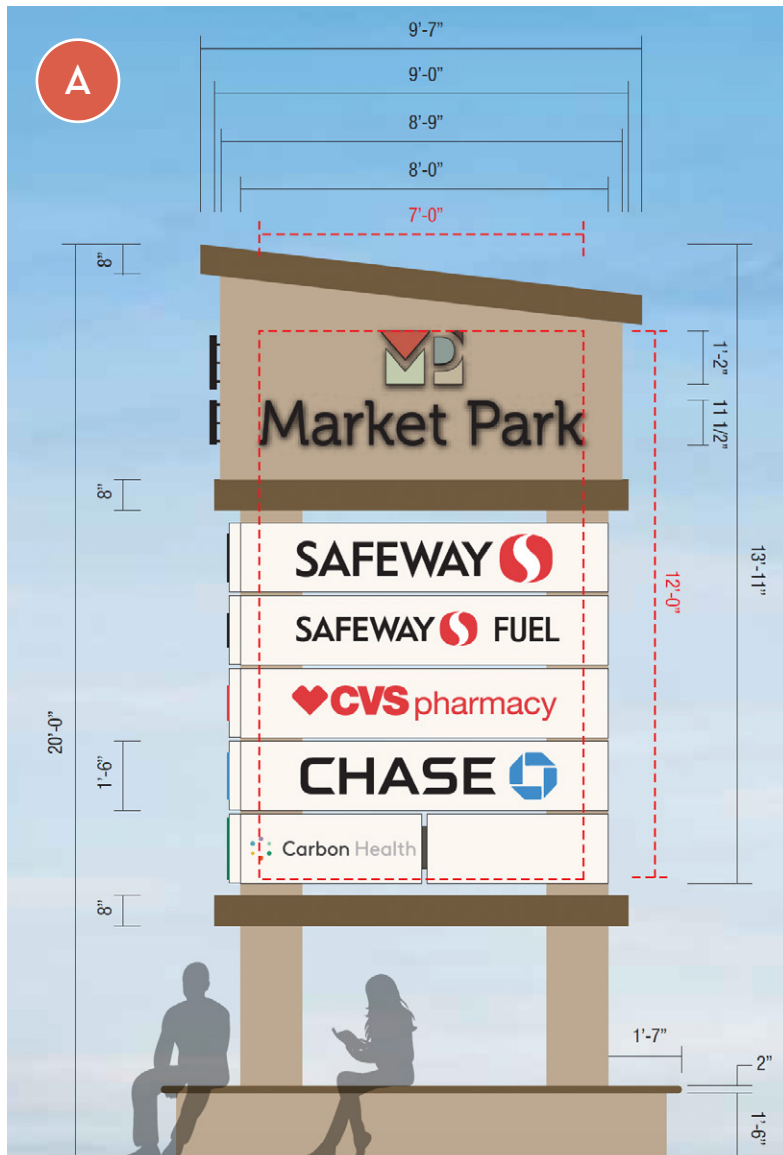 A
9'-7"
9'-0"
8'-9"
8'-0"
7'-0"
8"
1'-2"
11 1/2"
Market Park
8"
SAFEWAY
13'-11"
12'-0"
SAFEWAY FUEL
CVS pharmacy
20'-0"
1'-6"
CHASE
Carbon Health
8"
1'-7"
2"
1'-6"